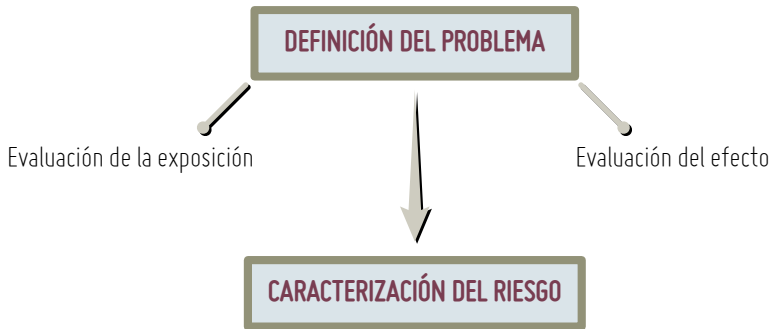 DEFINICIÓN DEL PROBLEMA
Evaluación de la exposición
Evaluación del efecto
CARACTERIZACIÓN DEL RIESGO